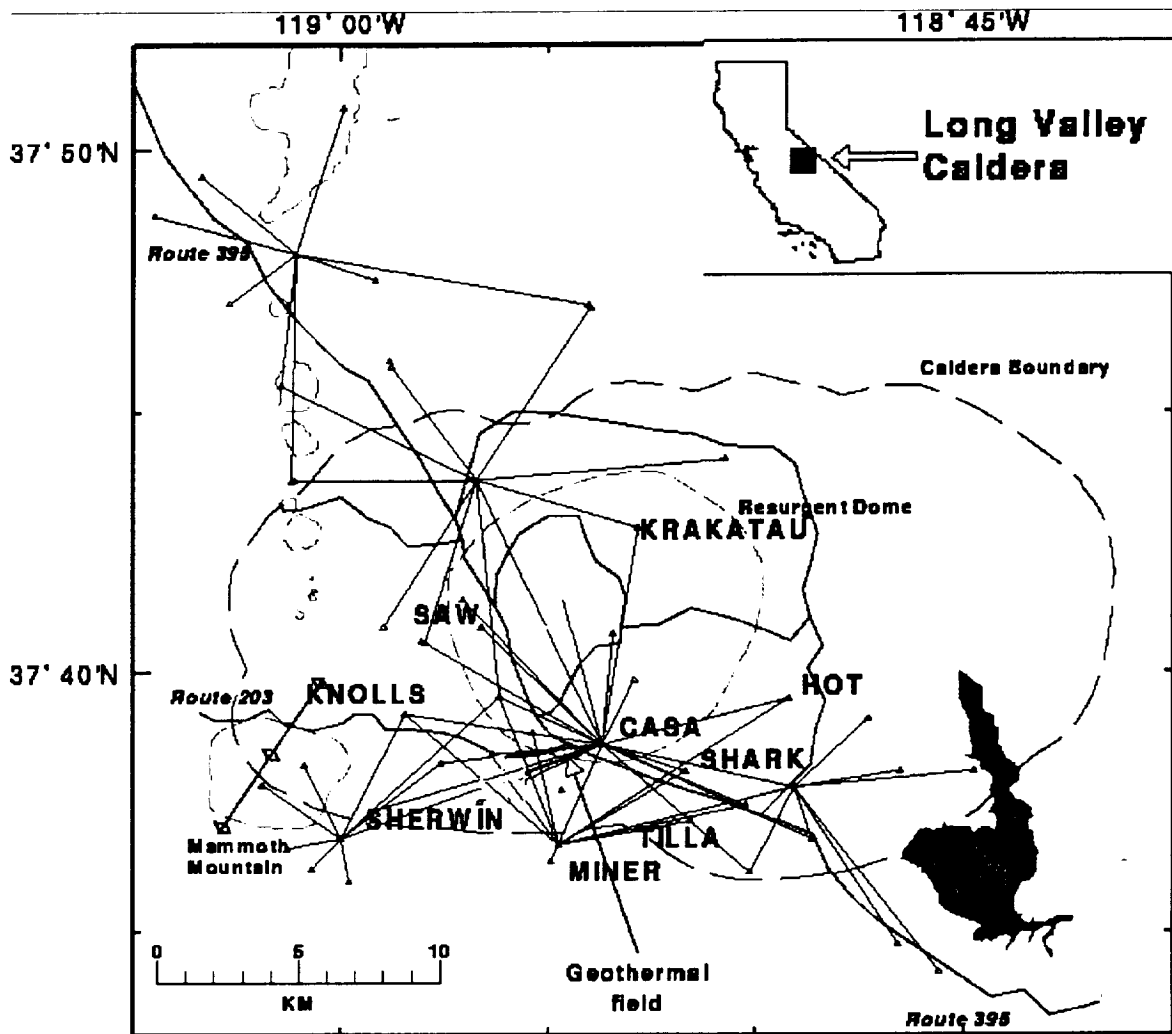 119° 00'W
118° 45'W
37° 50'N
Long Valley
Caldera
Route 395
Caldera Boundary
Resurgent Dome
KRAKATAU
SAW
37° 40'N
Route 203
KNOLLS
HOT
CASA
SHARK
SHERWIN
TILLA
Mammoth
Mountain
MINER
0 5 10
KM
Geothermal
field
Route 395